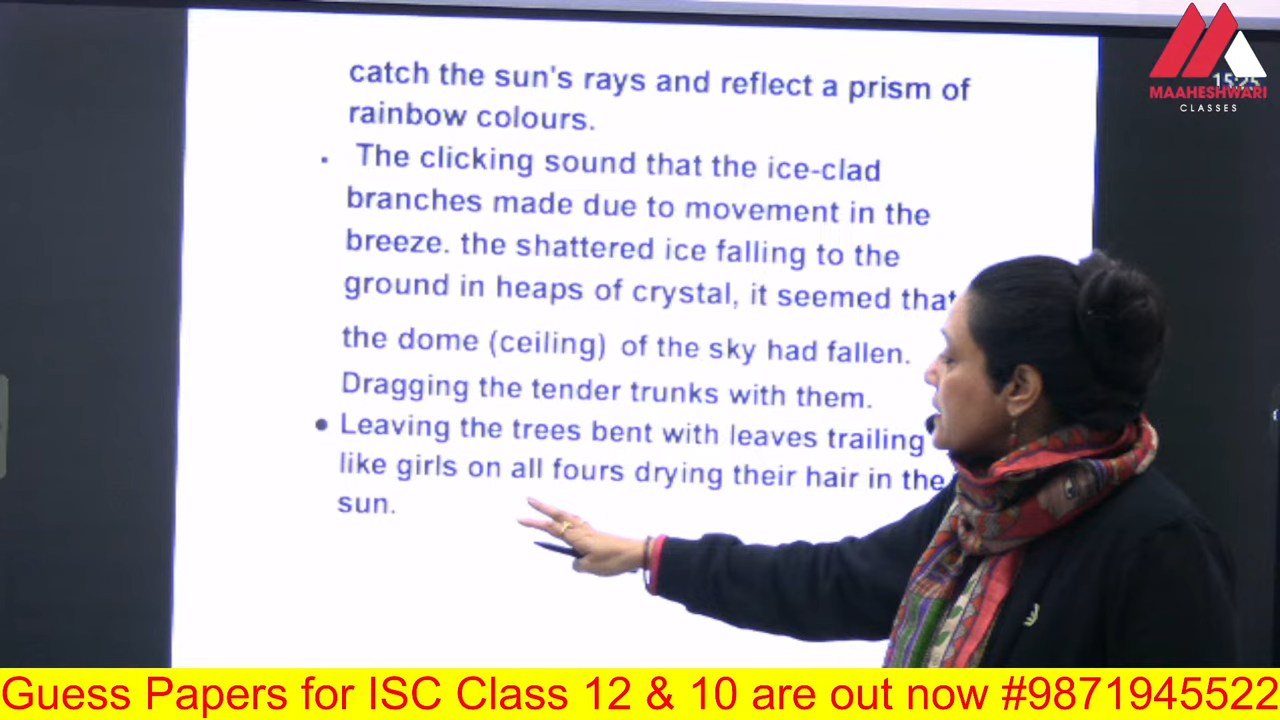 catch the sun's rays and reflect a prism of
rainbow colours.
. The clicking sound that the ice-clad
branches made due to movement in the
breeze. the shattered ice falling to the
ground in heaps of crystal, it seemed that
the dome (ceiling) of the sky had fallen.
Dragging the tender trunks with them.
• Leaving the trees bent with leaves trailing
like girls on all fours drying their hair in the
sun.
15:25
MAAHESHWARI
CLASSES
Guess Papers for ISC Class 12 & 10 are out now #9871945522